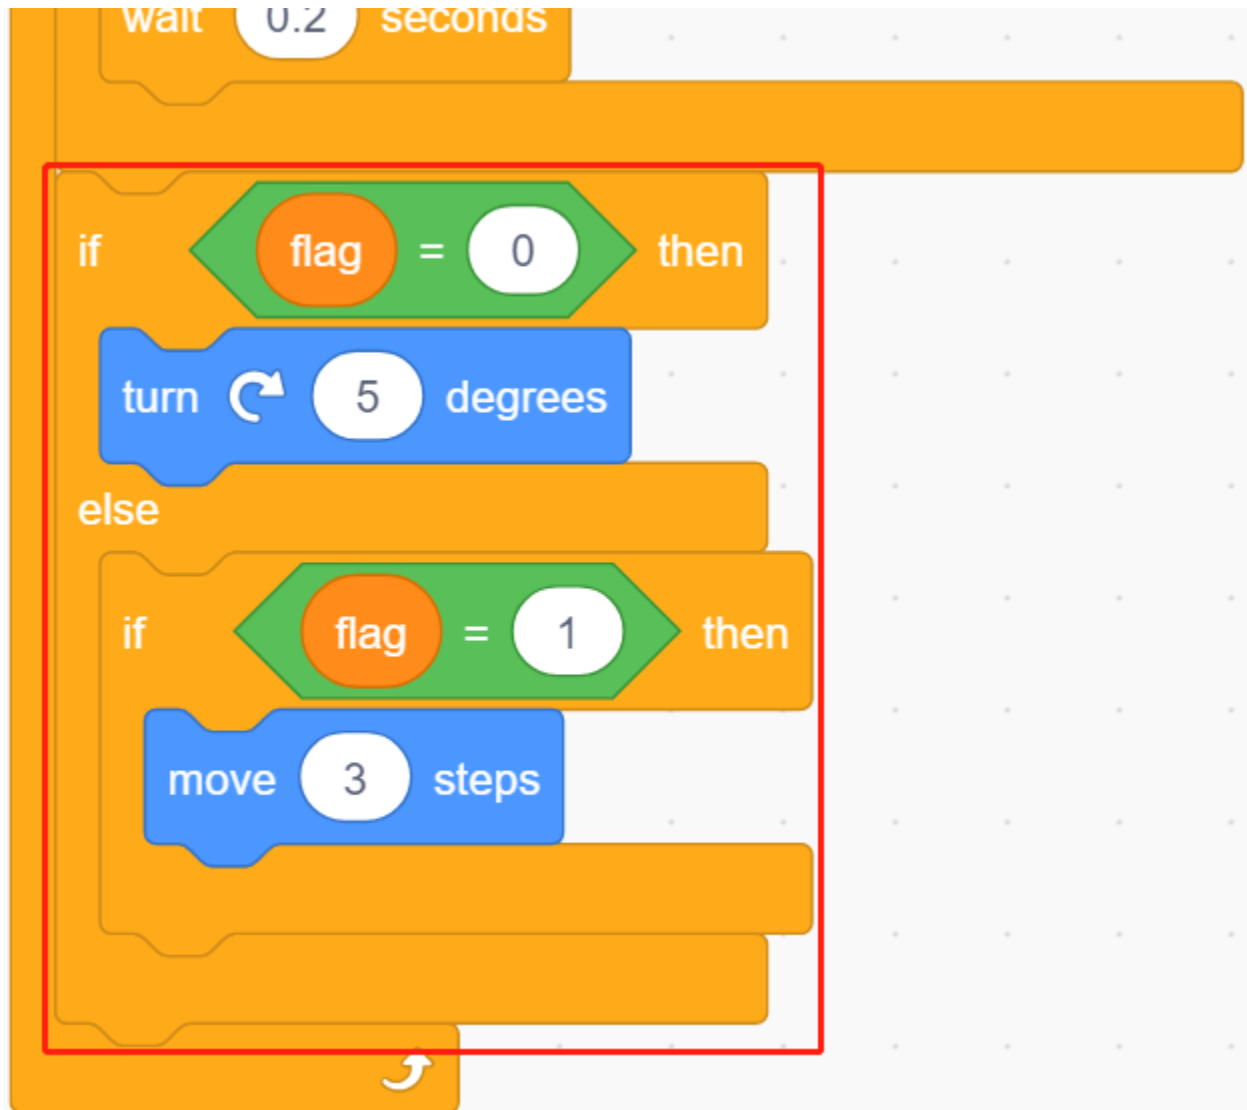 wait 0.2 seconds
if flag = 0 then
turn 5 degrees
else
if flag = 1 then
move 3 steps